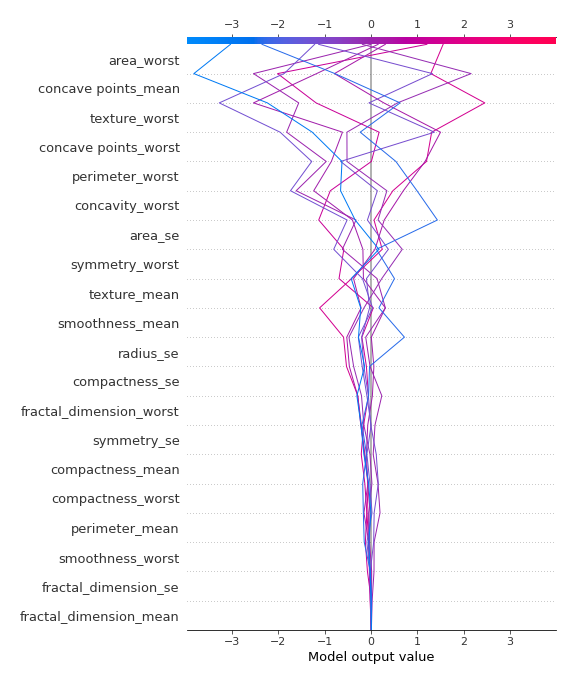 −3 −2 −1 0 1 2 3
area_worst
concave points_mean
texture_worst
concave points_worst
perimeter_worst
concavity_worst
area_se
symmetry_worst
texture_mean
smoothness_mean
radius_se
compactness_se
fractal_dimension_worst
symmetry_se
compactness_mean
compactness_worst
perimeter_mean
smoothness_worst
fractal_dimension_se
fractal_dimension_mean
−3 −2 −1 0 1 2 3
Model output value